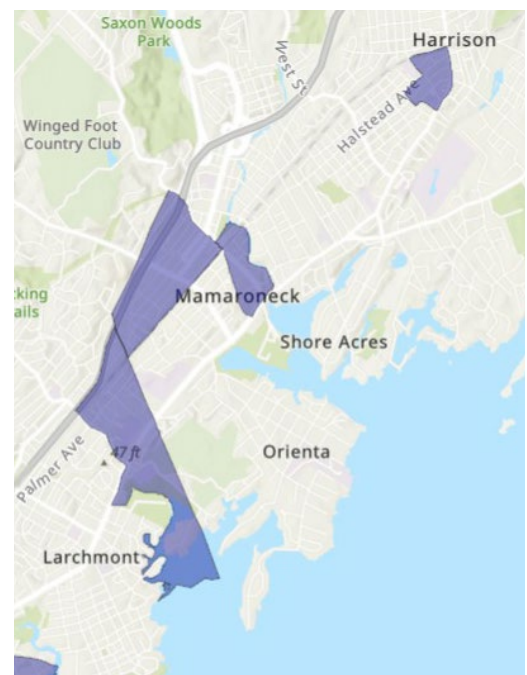 Saxon Woods
Park
West St
Harrison
Halstead Ave
Winged Foot
Country Club
Mamaroneck
cking
ails
Shore Acres
47 ft
Orienta
Palmer Ave
Larchmont